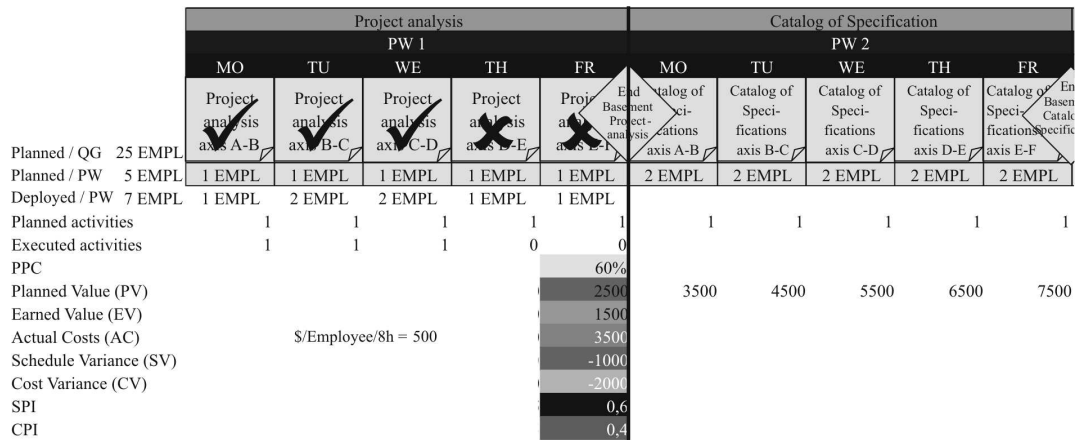 Project analysis Catalog of Specification
PW 1 PW 2
MO TU WE TH FR MO TU WE TH FR
Project analysis axis A-B
Project analysis axis B-C
Project analysis axis C-D
Project analysis D-E
End Basement Project-analysis
Catalog of Speci-fications axis A-B
Catalog of Speci-fications axis B-C
Catalog of Speci-fications axis C-D
Catalog of Speci-fications axis D-E
Catalog of Speci-fications axis E-F
Planned / QG 25 EMPL
Planned / PW 5 EMPL 1 EMPL 1 EMPL 1 EMPL 1 EMPL 1 EMPL 2 EMPL 2 EMPL 2 EMPL 2 EMPL 2 EMPL
Deployed / PW 7 EMPL 1 EMPL 2 EMPL 2 EMPL 1 EMPL 1 EMPL
Planned activities 1 1 1 1 1 1 1 1 1 1
Executed activities 1 1 1 0 0
PPC 60%
Planned Value (PV) 2500 3500 4500 5500 6500 7500
Earned Value (EV) 1500
Actual Costs (AC) $/Employee/8h = 500 3500
Schedule Variance (SV) -1000
Cost Variance (CV) -2000
SPI 0,6
CPI 0,4